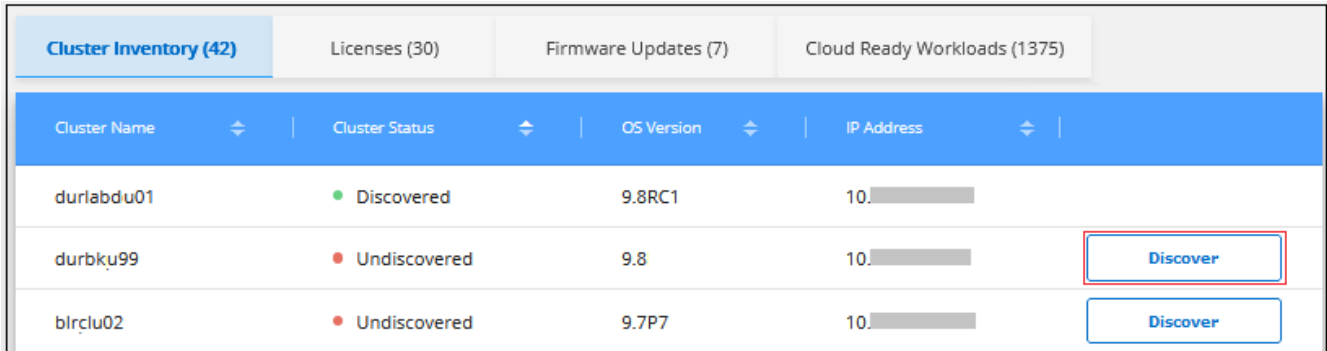 Cluster Inventory (42) Licenses (30) Firmware Updates (7) Cloud Ready Workloads (1375)
Cluster Name Cluster Status OS Version IP Address
durlabdu01 Discovered 9.8RC1 10.
durbku99 Undiscovered 9.8 10. Discover
blrclu02 Undiscovered 9.7P7 10. Discover